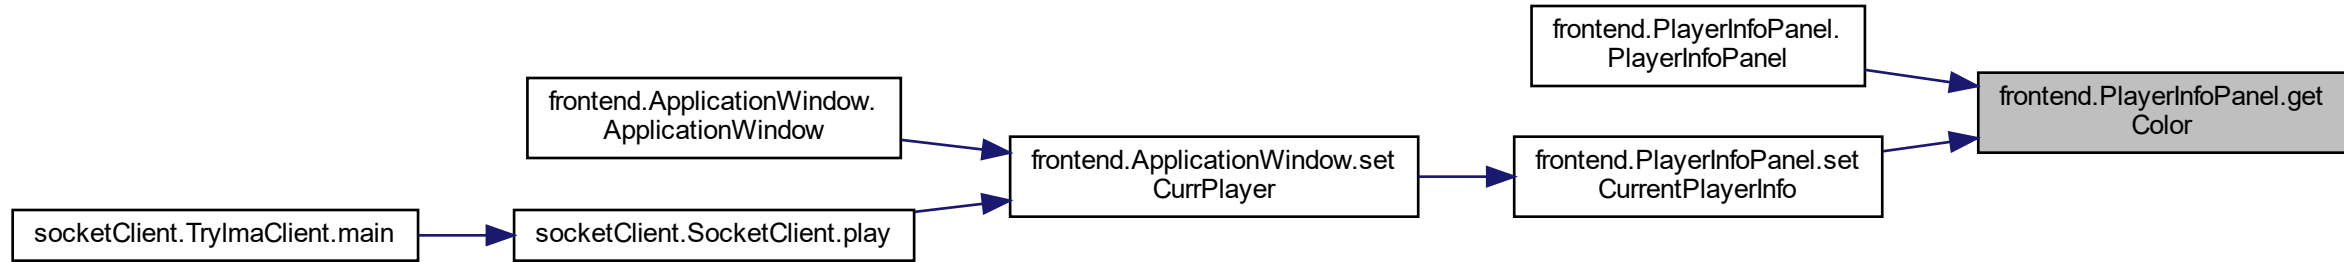 frontend.PlayerInfoPanel.
PlayerInfoPanel
frontend.ApplicationWindow.
ApplicationWindow
frontend.PlayerInfoPanel.get
Color
frontend.ApplicationWindow.set
CurrPlayer
frontend.PlayerInfoPanel.set
CurrentPlayerInfo
socketClient.TryImaClient.main
socketClient.SocketClient.play